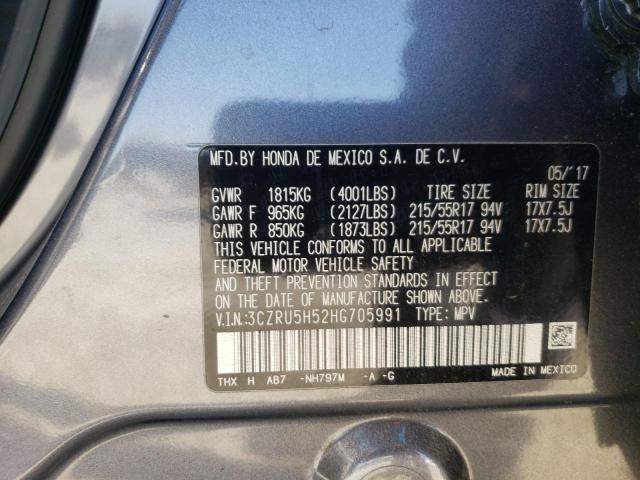 MFD.BY HONDA DE MEXICO S.A. DE C.V.
05/'17
GVWR 1815KG (4001LBS) TIRE SIZE RIM SIZE
GAWR F 965KG (2127LBS) 215/55R17 94V 17X7.5J
GAWR R 850KG (1873LBS) 215/55R17 94V 17X7.5J
THIS VEHICLE CONFORMS TO ALL APPLICABLE
FEDERAL MOTOR VEHICLE SAFETY
AND THEFT PREVENTION STANDARDS IN EFFECT
ON THE DATE OF MANUFACTURE SHOWN ABOVE.
V.I.N.:3CZRU5H52HG705991 TYPE: MPV
THX H AB7 -NH797M -A -G
MADE IN MEXICO